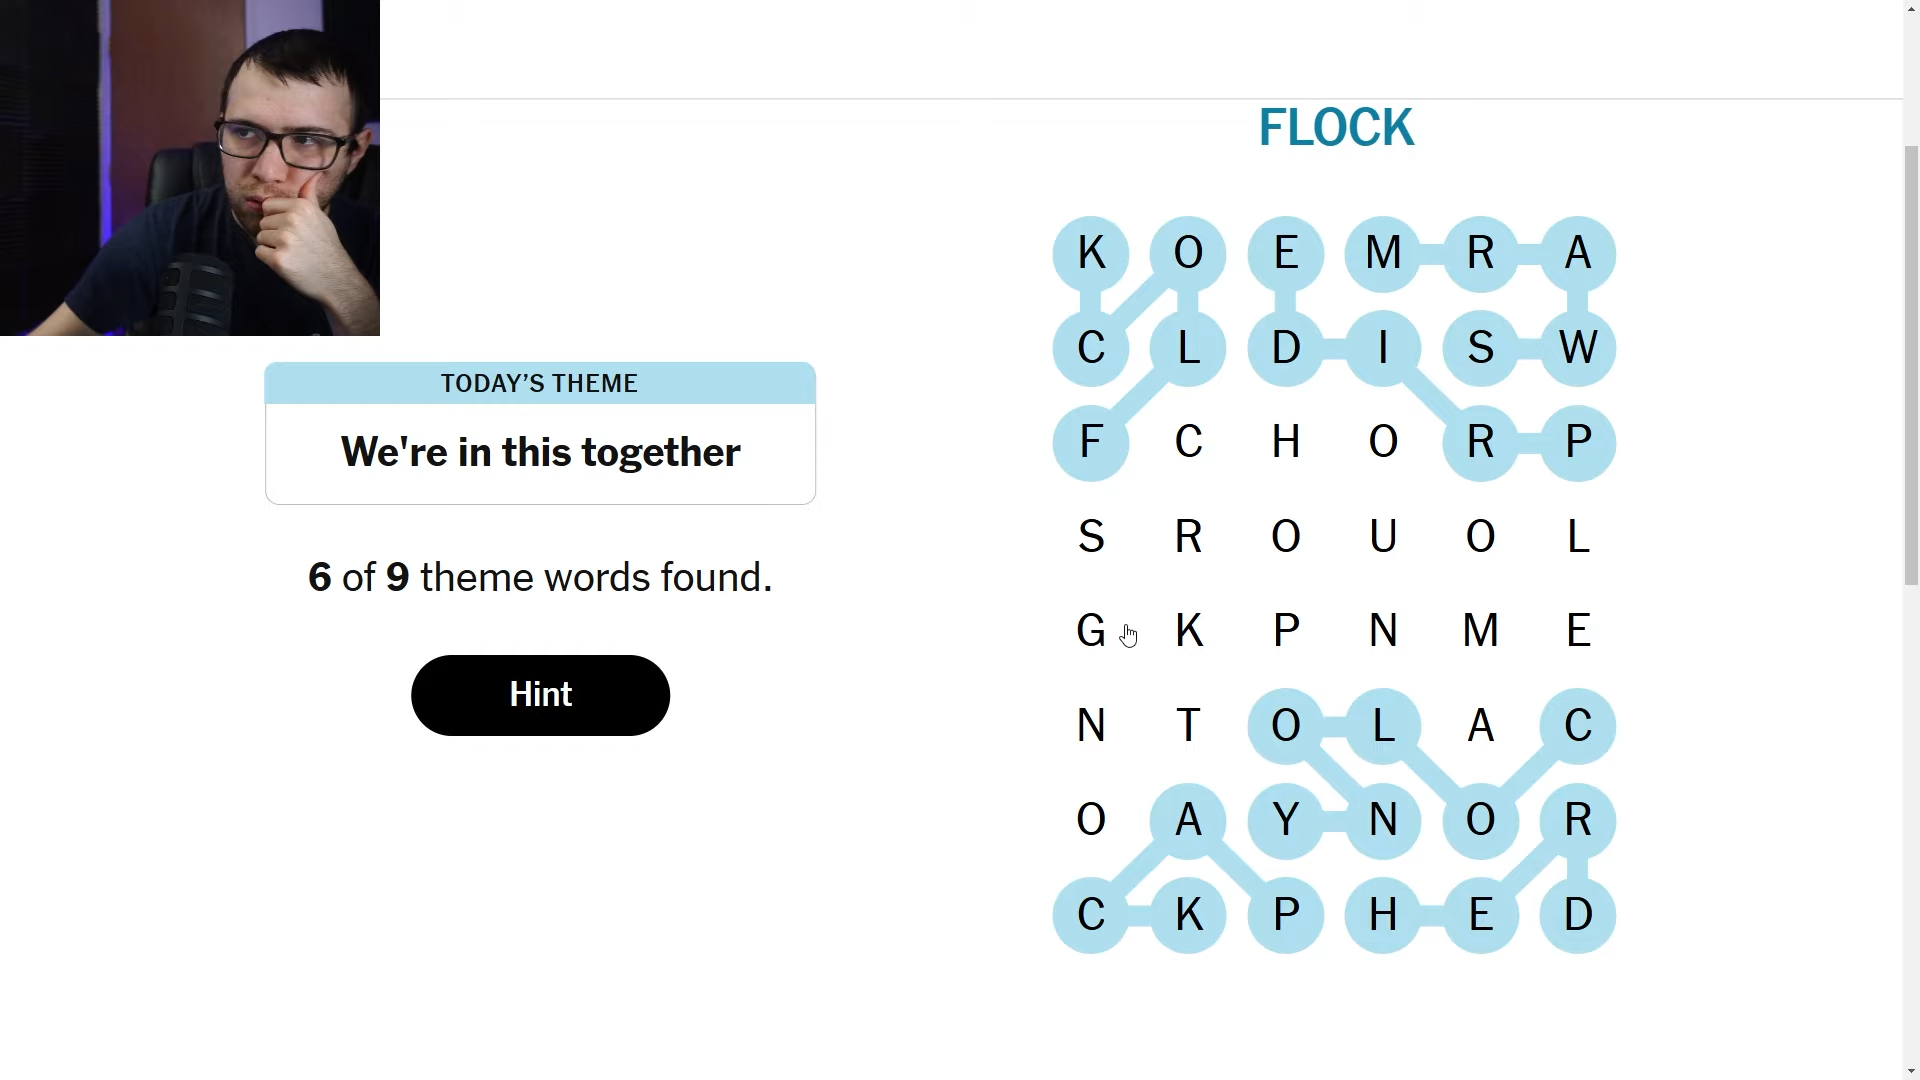 FLOCK
TODAY'S THEME
We're in this together
6 of 9 theme words found.
Hint
K O E M R A
C L D I S W
F C H O R P
S R O U O L
G K P N M E
N T O L A C
O A Y N O R
C K P H E D